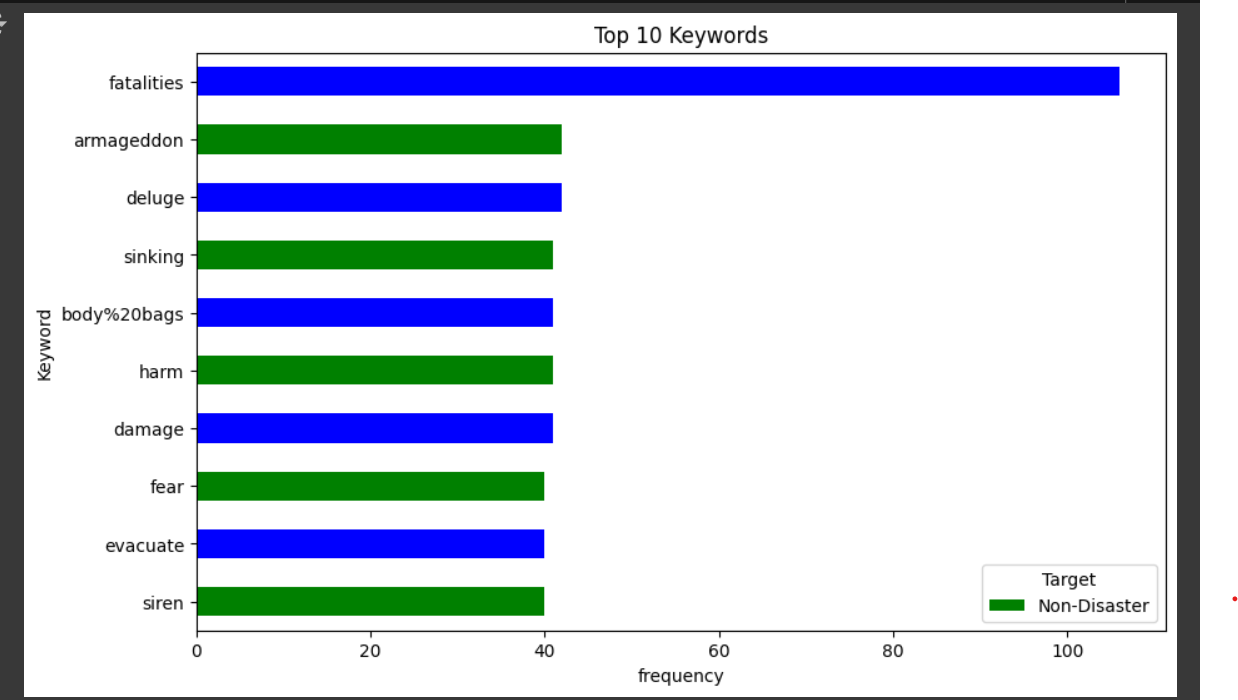 Top 10 Keywords
Keyword
fatalities
armageddon
deluge
sinking
body%20bags
harm
damage
fear
evacuate
siren
0 20 40 60 80 100
frequency
Target
Non-Disaster